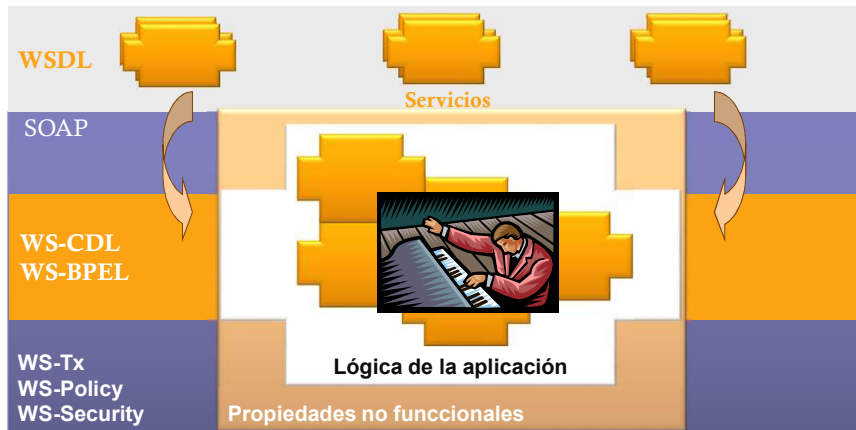 WSDL
Servicios
SOAP
WS-CDL
WS-BPEL
Lógica de la aplicación
WS-Tx
WS-Policy
WS-Security
Propiedades no funccionales